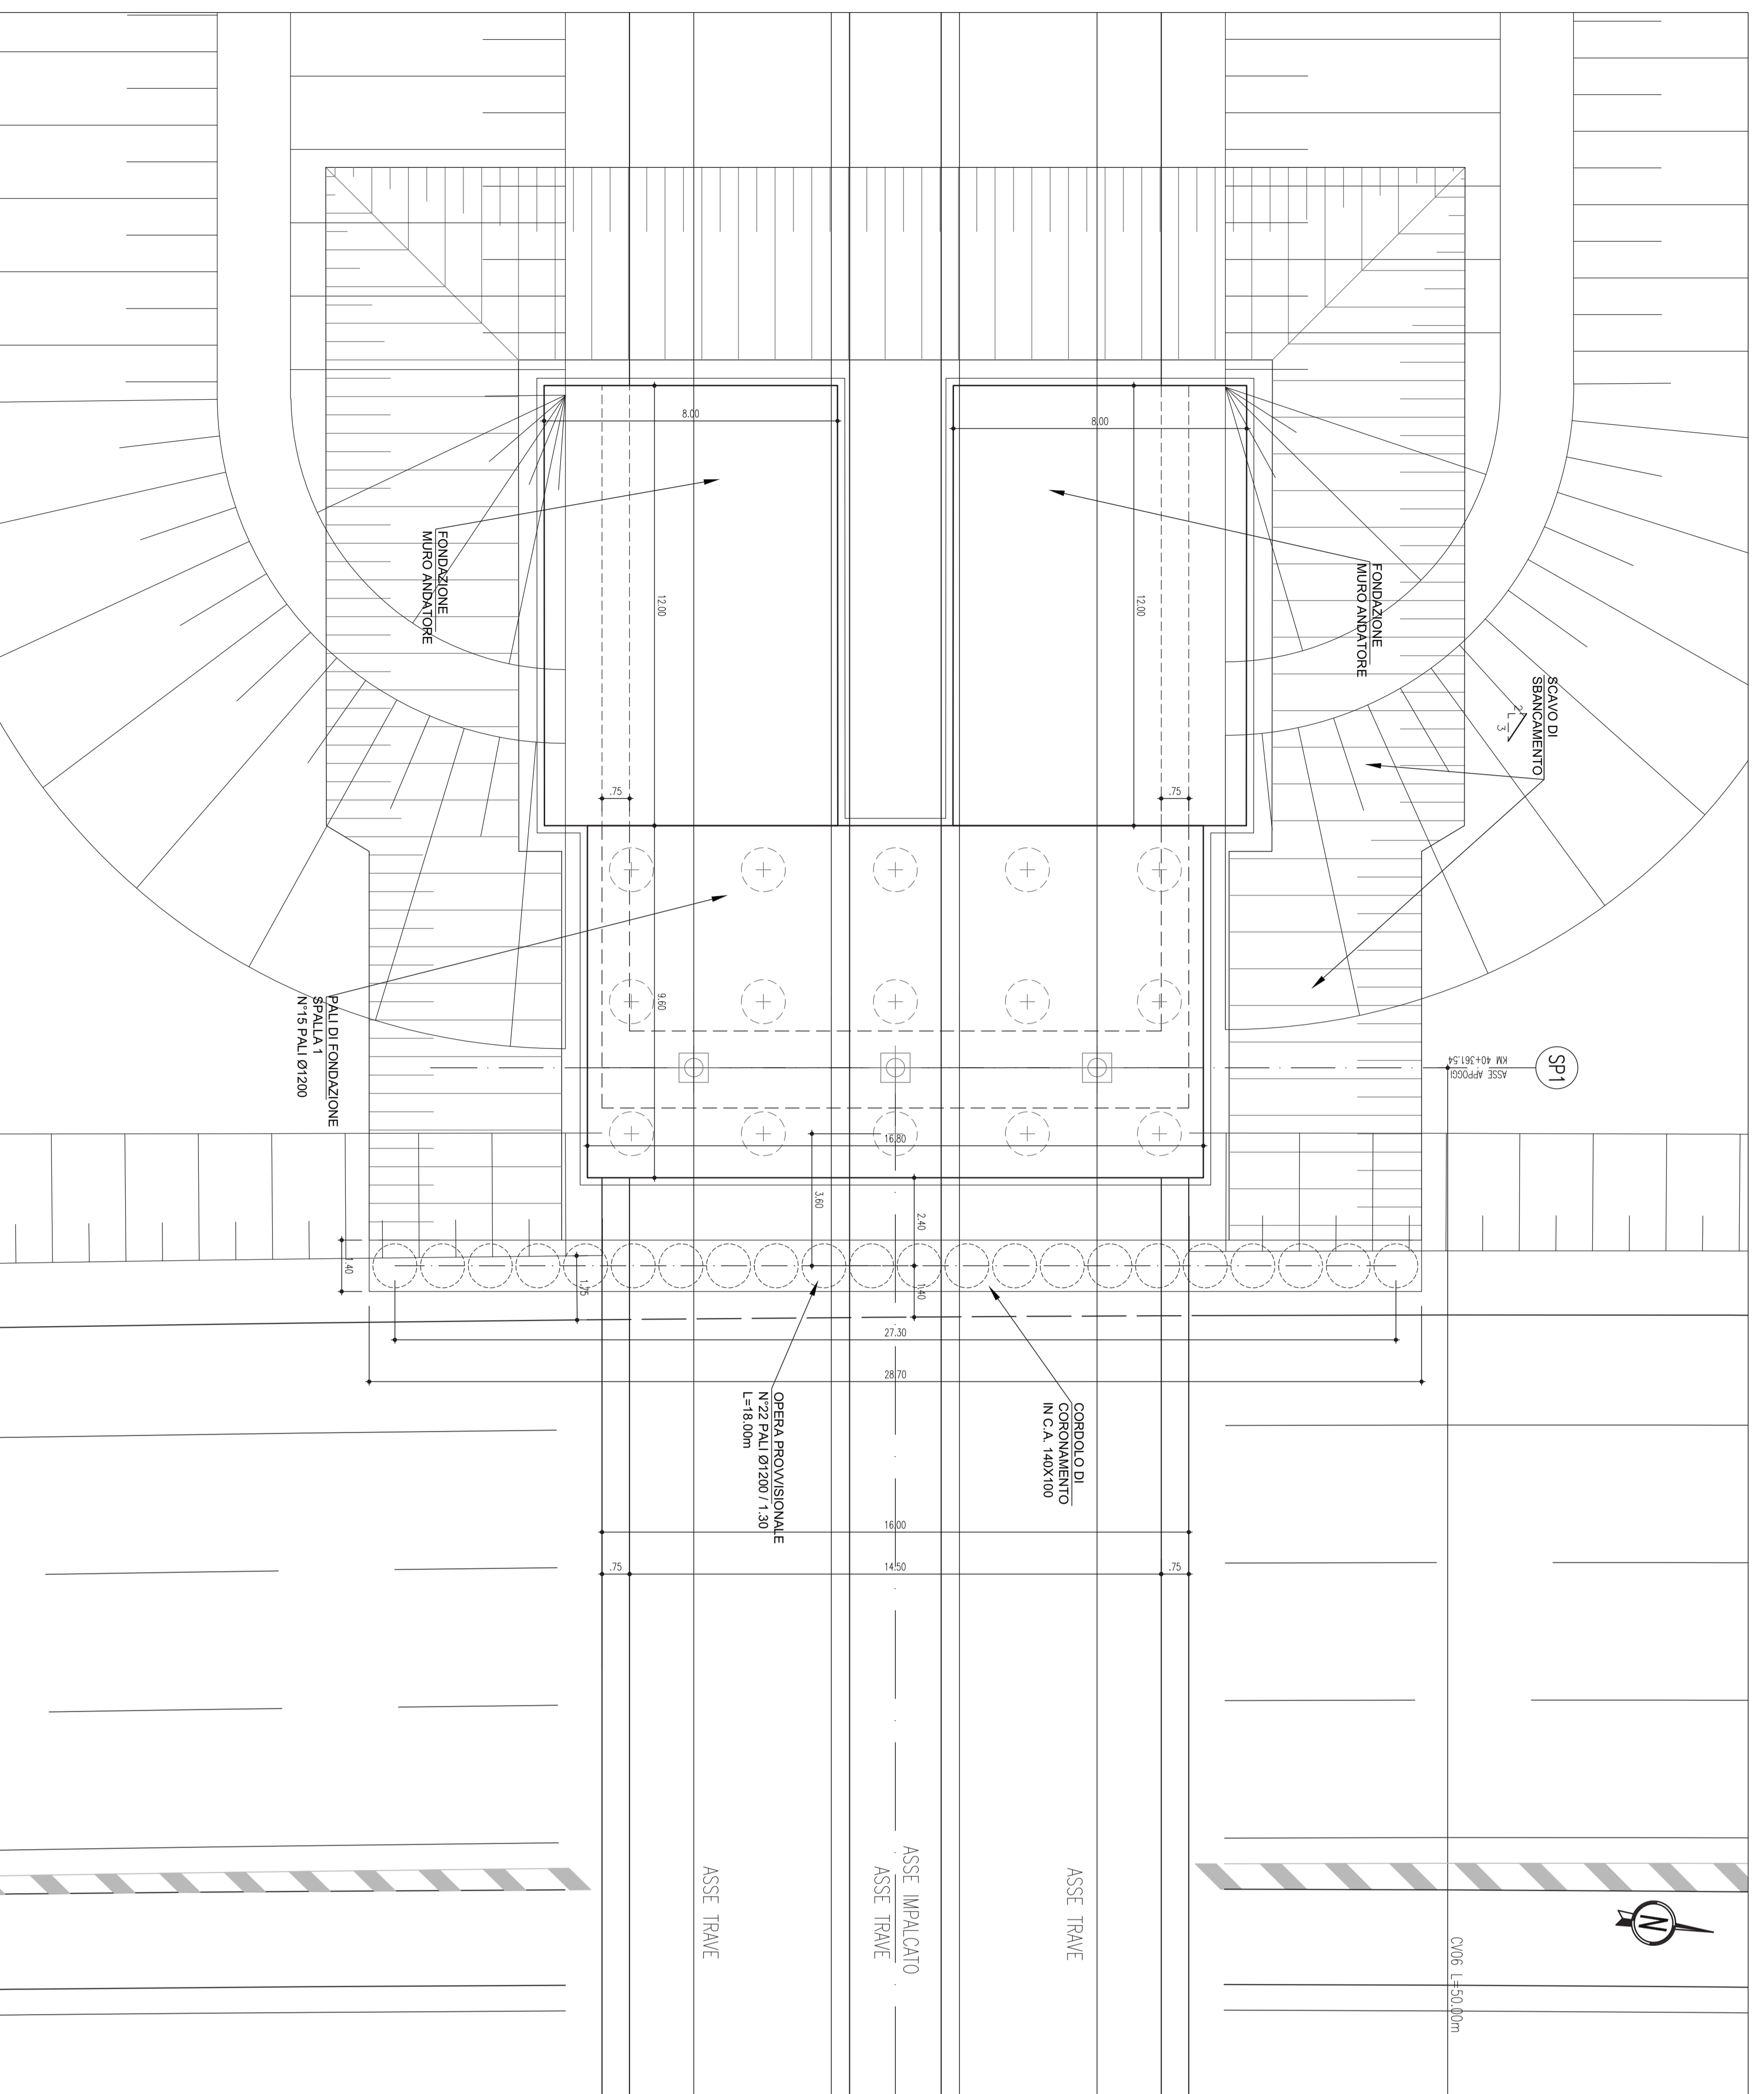 8.00
8.00
FONDAZIONE
MURO ANDATORE
12.00
12.00
FONDAZIONE
MURO ANDATORE
SCAVO DI
SBANCAMENTO
2
3
.75
.75
PALI DI FONDAZIONE
SPALLA 1
N°15 PALI Ø1200
9.60
SP1
ASSE APPOGGI
KM 40+361.54
16.80
3.60
2.40
1.40
1.75
1.40
27.30
28.70
OPERA PROVVISIONALE
N°22 PALI Ø1200 / 1.30
L=18.00m
CORDOLO DI
CORONAMENTO
IN C.A. 140X100
16.00
.75
14.50
.75
ASSE TRAVE
ASSE IMPALCATO
ASSE TRAVE
ASSE TRAVE
N
CV06 L=50.00m